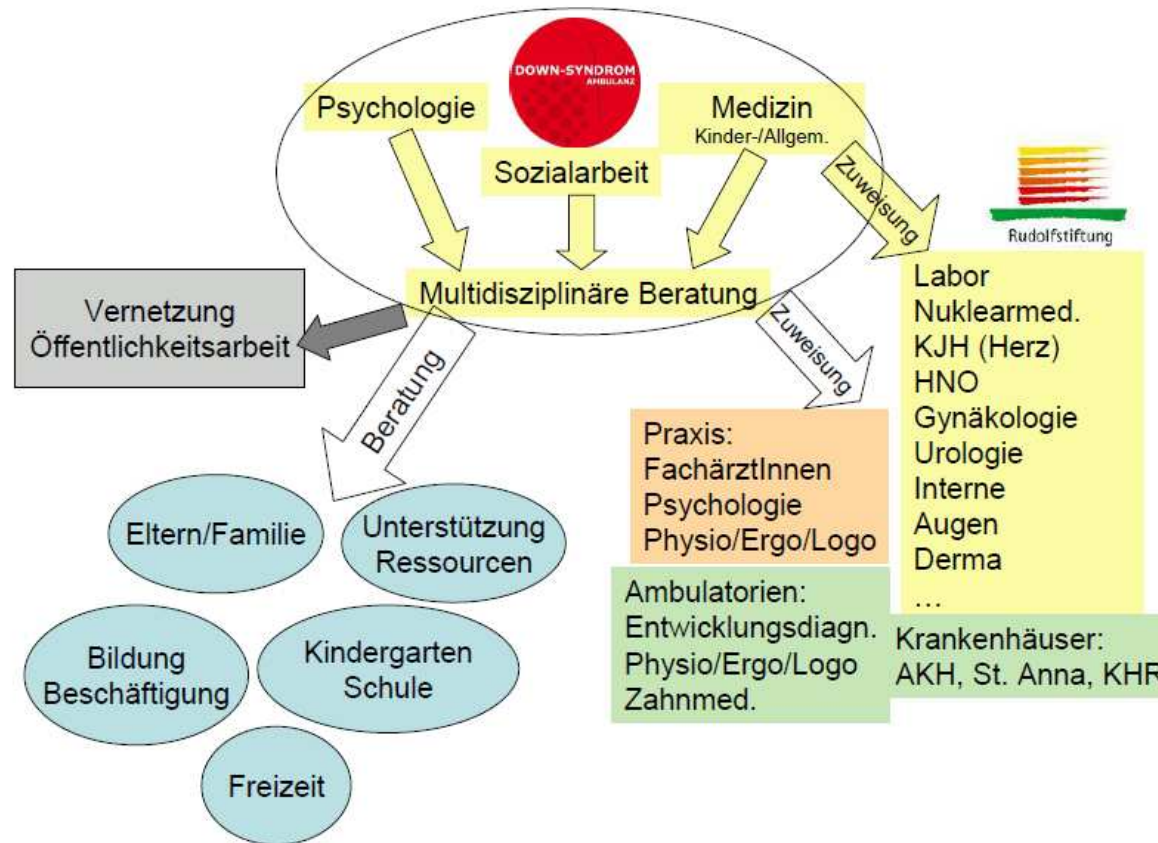 DOWN-SYNDROM
AMBULANZ
Psychologie
Sozialarbeit
Medizin
Kinder-/Allgem.
Zuweisung
Rudolfstiftung
Multidisziplinäre Beratung
Vernetzung
Öffentlichkeitsarbeit
Beratung
Zuweisung
Labor
Nuklearmed.
KJH (Herz)
HNO
Gynäkologie
Urologie
Interne
Augen
Derma
...
Praxis:
FachärztInnen
Psychologie
Physio/Ergo/Logo
Ambulatorien:
Entwicklungsdiagn.
Physio/Ergo/Logo
Zahnmed.
Krankenhäuser:
AKH, St. Anna, KHR
Eltern/Familie
Unterstützung
Ressourcen
Bildung
Beschäftigung
Kindergarten
Schule
Freizeit